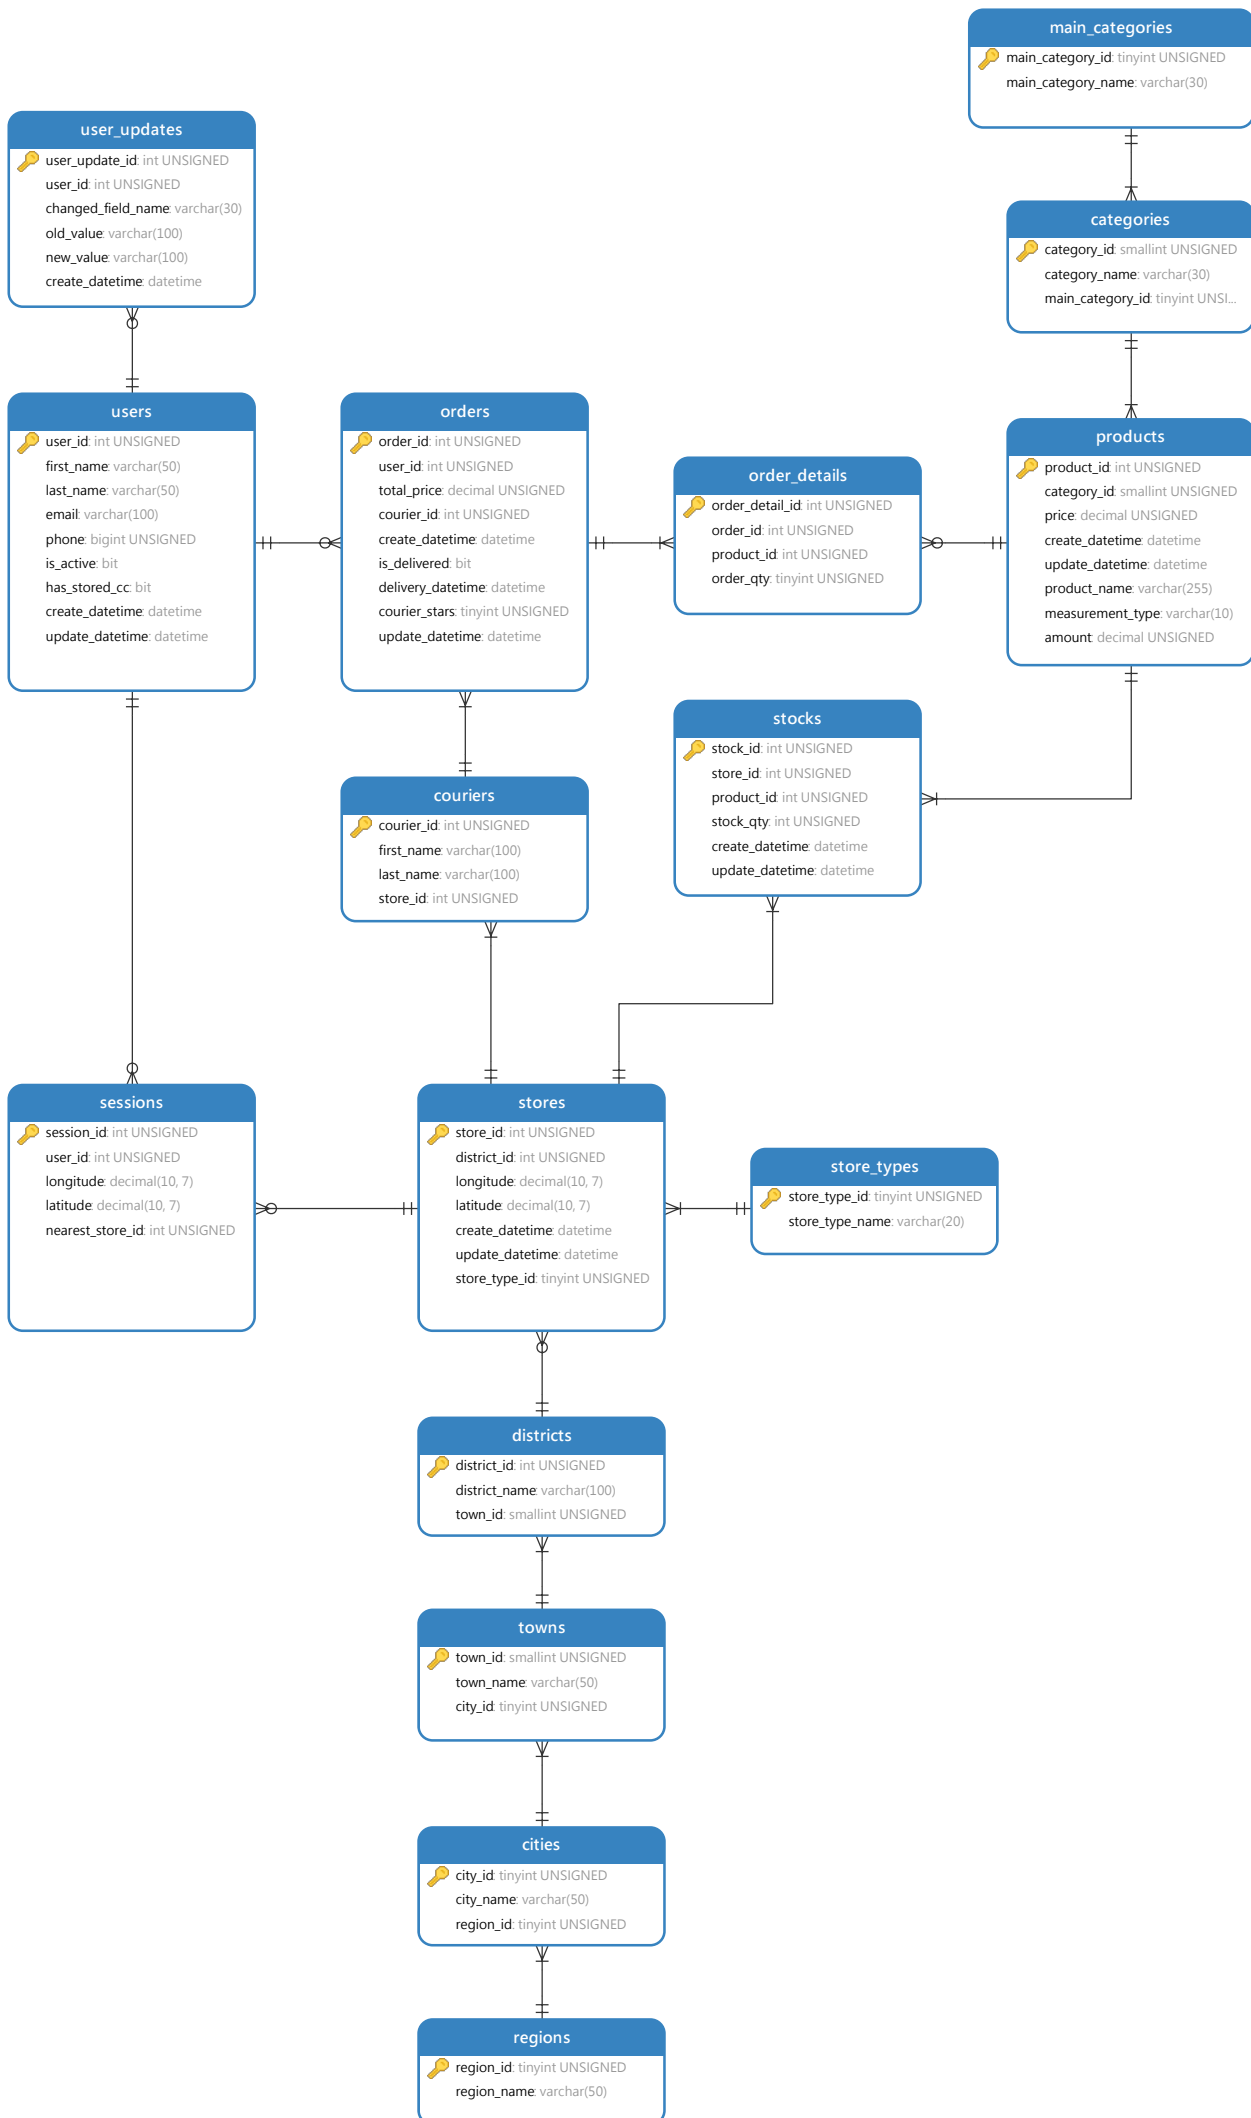 main_categories
main_category_id: tinyint UNSIGNED
main_category_name: varchar(30)
user_updates
user_update_id: int UNSIGNED
user_id: int UNSIGNED
changed_field_name: varchar(30)
old_value: varchar(100)
new_value: varchar(100)
create_datetime: datetime
categories
category_id: smallint UNSIGNED
category_name: varchar(30)
main_category_id: tinyint UNSI...
users
user_id: int UNSIGNED
first_name: varchar(50)
last_name: varchar(50)
email: varchar(100)
phone: bigint UNSIGNED
is_active: bit
has_stored_cc: bit
create_datetime: datetime
update_datetime: datetime
orders
order_id: int UNSIGNED
user_id: int UNSIGNED
total_price: decimal UNSIGNED
courier_id: int UNSIGNED
create_datetime: datetime
is_delivered: bit
delivery_datetime: datetime
courier_stars: tinyint UNSIGNED
update_datetime: datetime
order_details
order_detail_id: int UNSIGNED
order_id: int UNSIGNED
product_id: int UNSIGNED
order_qty: tinyint UNSIGNED
products
product_id: int UNSIGNED
category_id: smallint UNSIGNED
price: decimal UNSIGNED
create_datetime: datetime
update_datetime: datetime
product_name: varchar(255)
measurement_type: varchar(10)
amount: decimal UNSIGNED
stocks
stock_id: int UNSIGNED
store_id: int UNSIGNED
product_id: int UNSIGNED
stock_qty: int UNSIGNED
create_datetime: datetime
update_datetime: datetime
couriers
courier_id: int UNSIGNED
first_name: varchar(100)
last_name: varchar(100)
store_id: int UNSIGNED
sessions
session_id: int UNSIGNED
user_id: int UNSIGNED
longitude: decimal(10, 7)
latitude: decimal(10, 7)
nearest_store_id: int UNSIGNED
stores
store_id: int UNSIGNED
district_id: int UNSIGNED
longitude: decimal(10, 7)
latitude: decimal(10, 7)
create_datetime: datetime
update_datetime: datetime
store_type_id: tinyint UNSIGNED
store_types
store_type_id: tinyint UNSIGNED
store_type_name: varchar(20)
districts
district_id: int UNSIGNED
district_name: varchar(100)
town_id: smallint UNSIGNED
towns
town_id: smallint UNSIGNED
town_name: varchar(50)
city_id: tinyint UNSIGNED
cities
city_id: tinyint UNSIGNED
city_name: varchar(50)
region_id: tinyint UNSIGNED
regions
region_id: tinyint UNSIGNED
region_name: varchar(50)